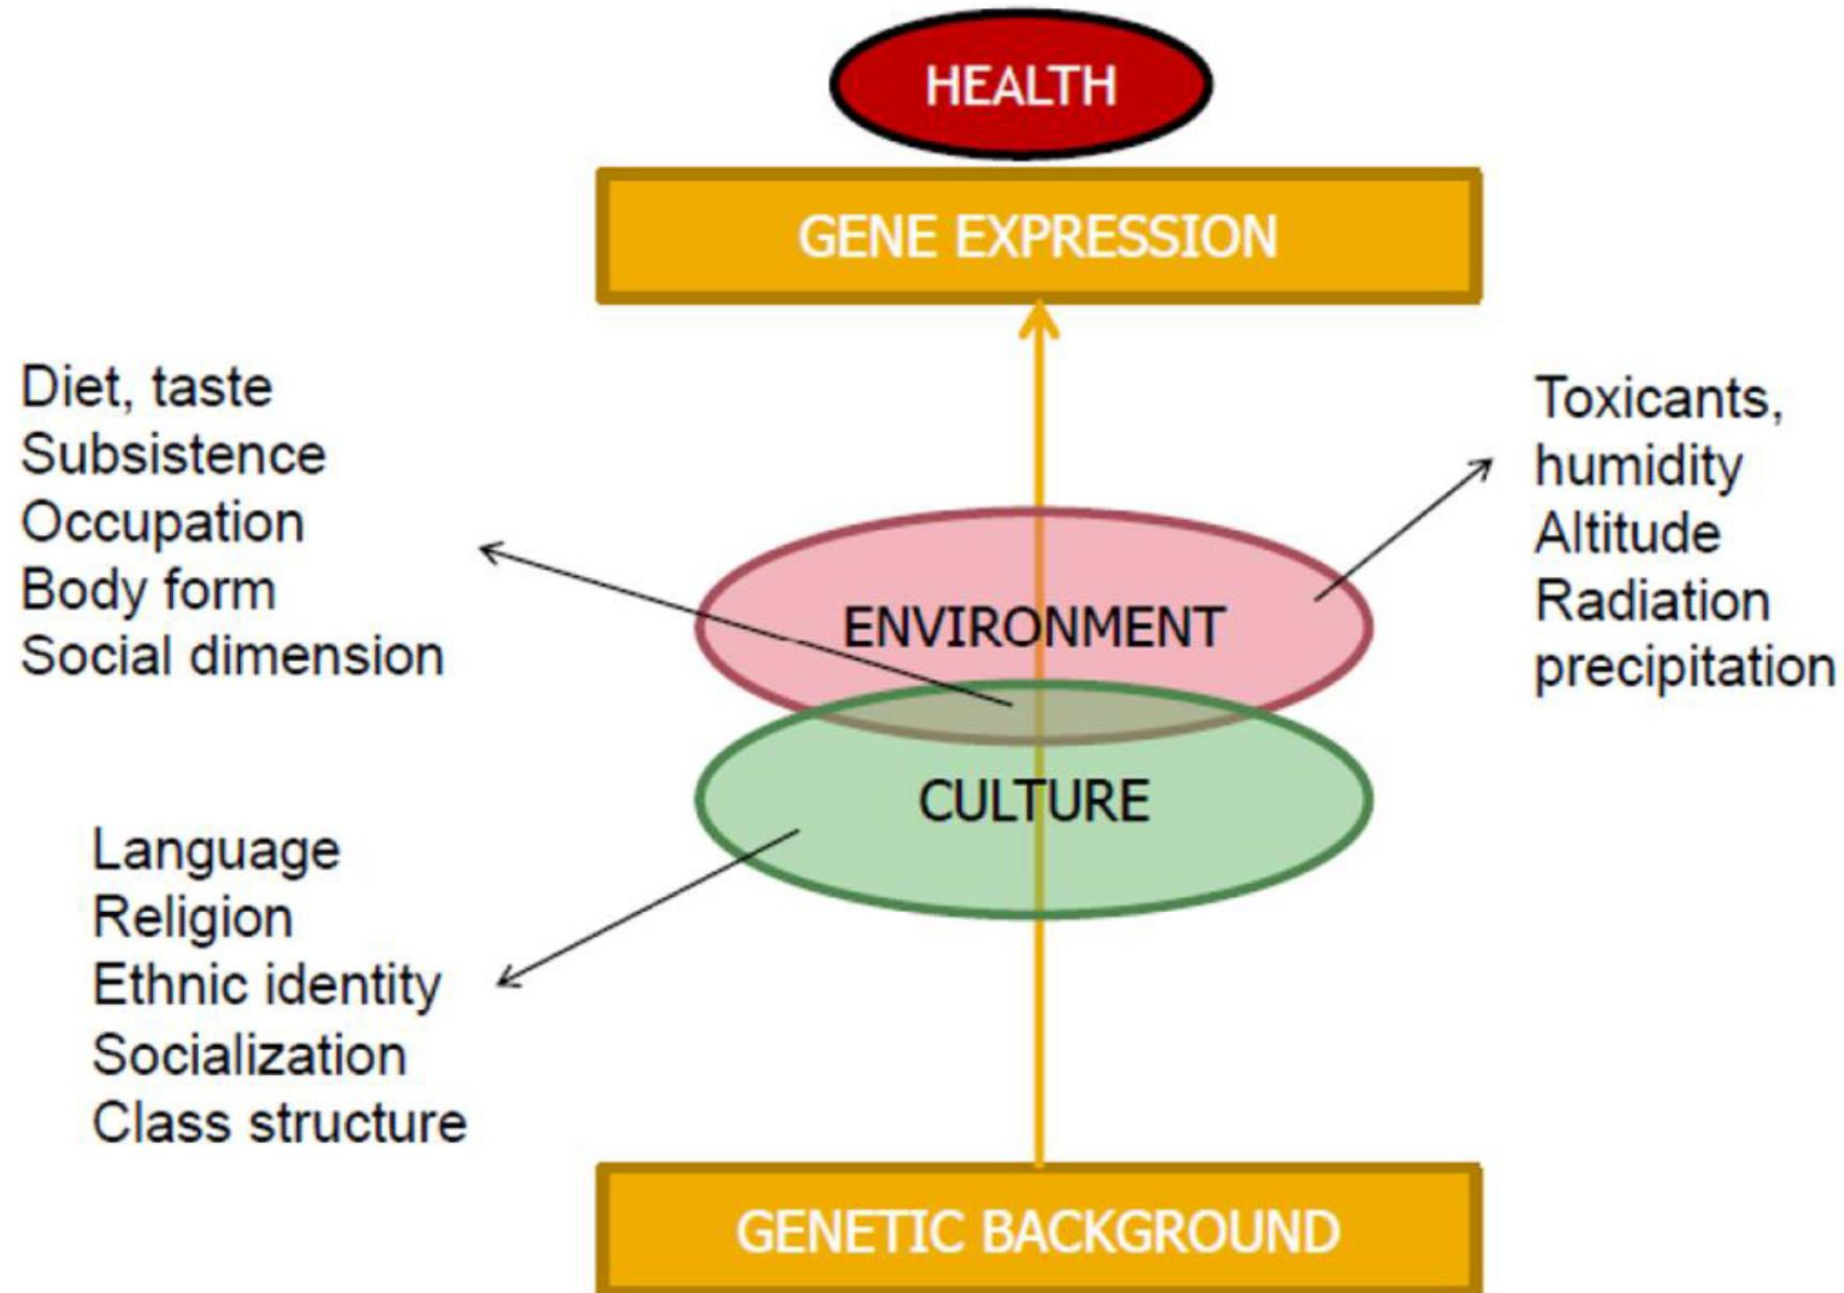 HEALTH
GENE EXPRESSION
Diet, taste
Subsistence
Occupation
Body form
Social dimension
Toxicants,
humidity
Altitude
Radiation
precipitation
ENVIRONMENT
CULTURE
Language
Religion
Ethnic identity
Socialization
Class structure
GENETIC BACKGROUND